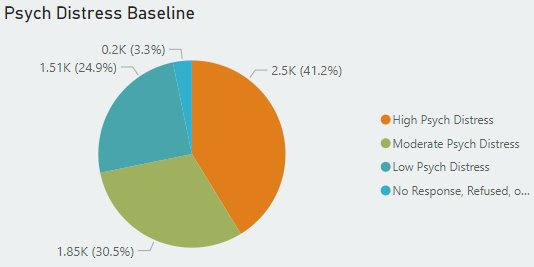 Psych Distress Baseline
0.2K (3.3%)
1.51K (24.9%)
2.5K (41.2%)
1.85K (30.5%)
High Psych Distress
Moderate Psych Distress
Low Psych Distress
No Response, Refused, o...